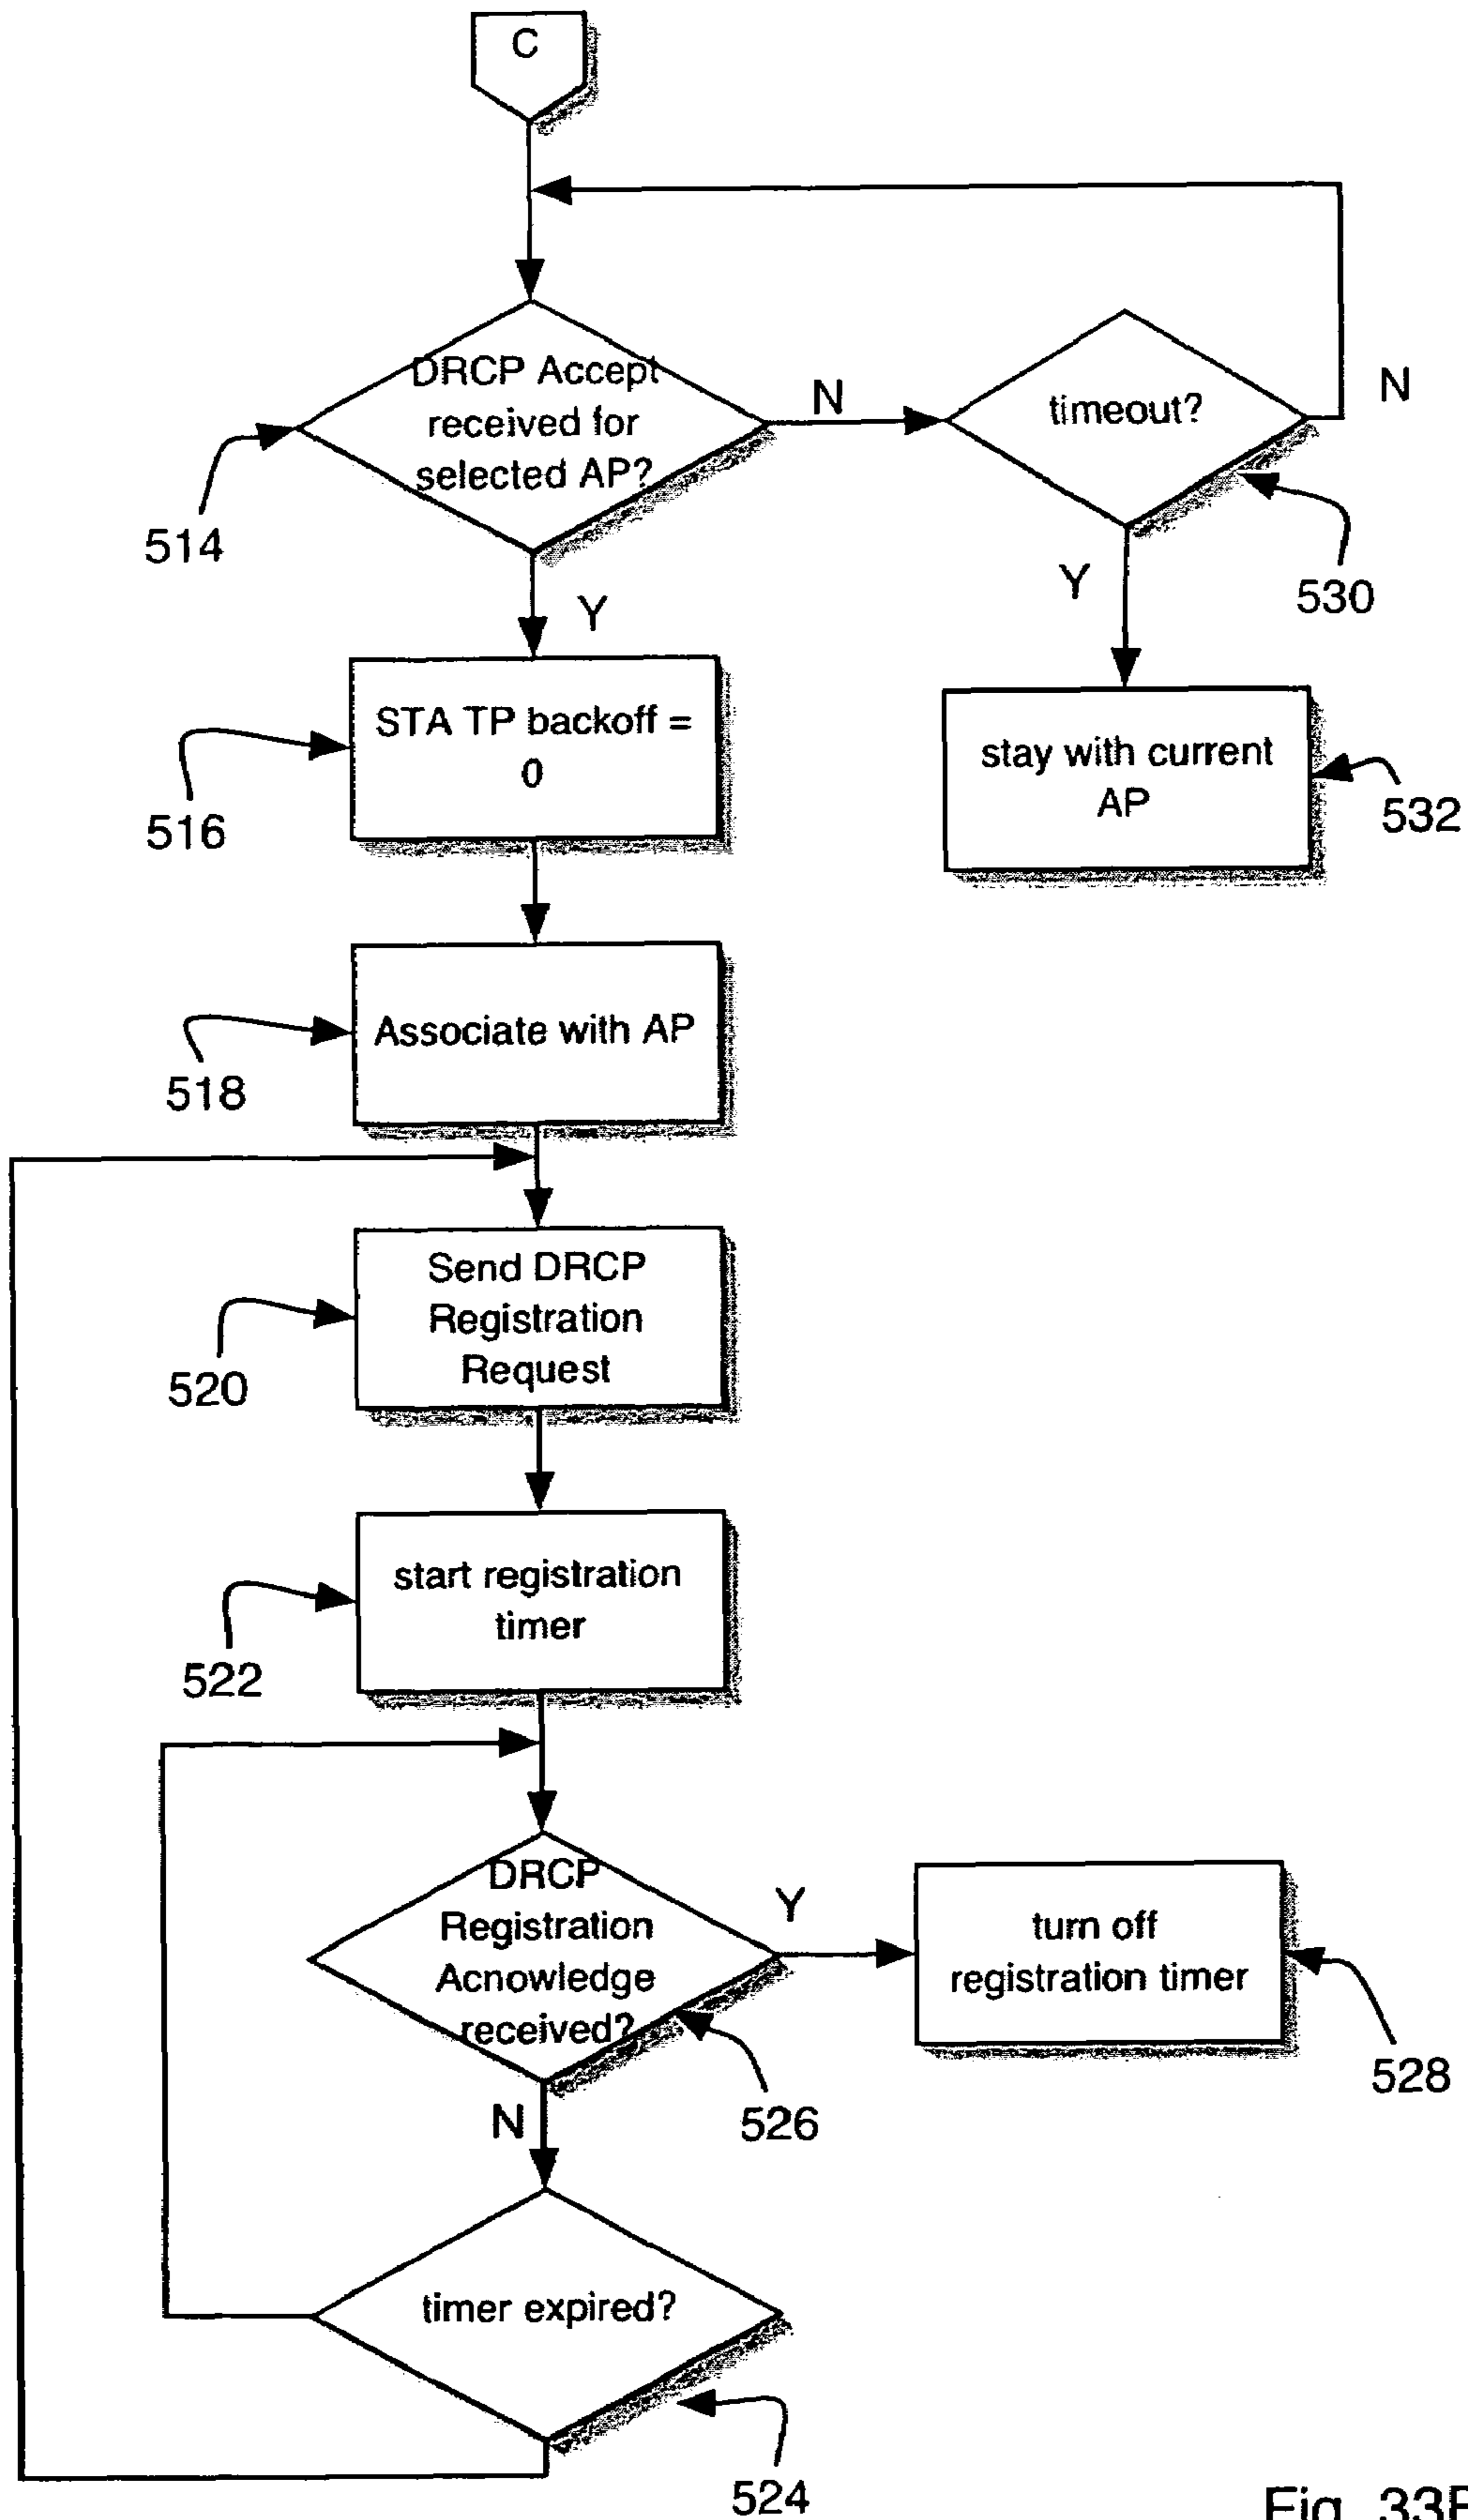 C
DRCP Accept
received for
selected AP?
N
timeout?
N
514
530
Y
Y
STA TP backoff =
0
stay with current
AP
516
532
Associate with AP
518
Send DRCP
Registration
Request
520
start registration
timer
522
DRCP
Registration
Acnowledge
received?
Y
turn off
registration timer
526
528
N
timer expired?
524
Fig. 33B